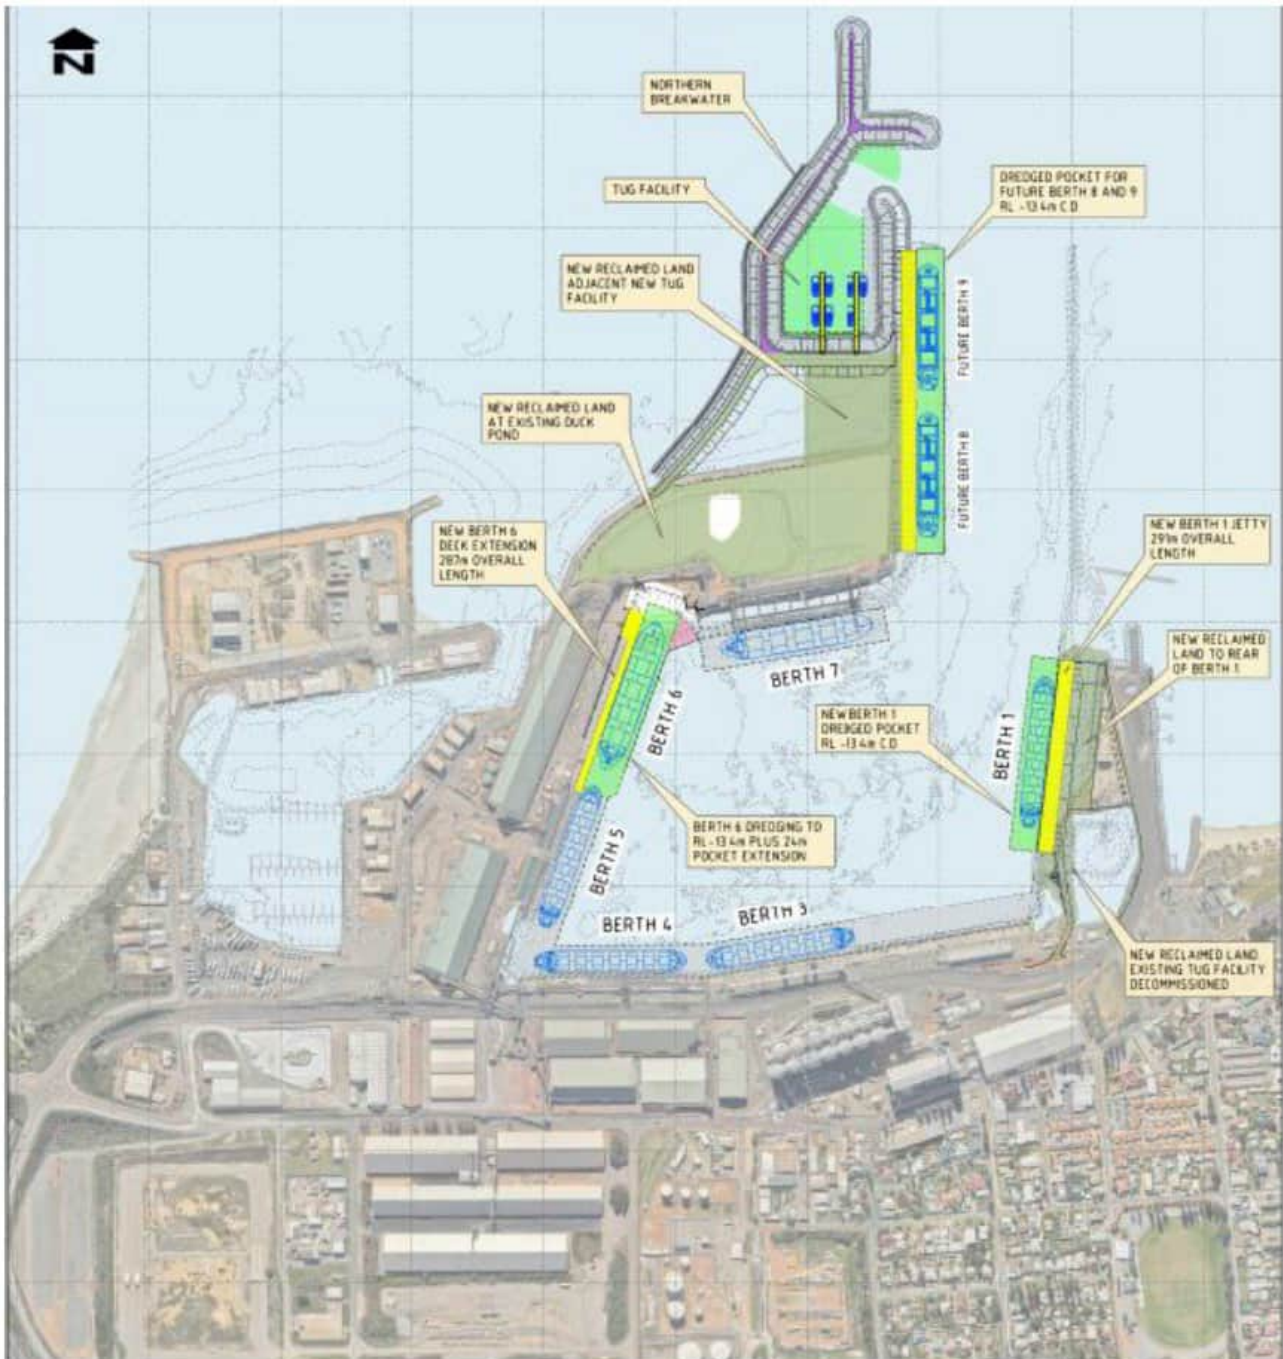 N
NORTHERN
BREAKWATER
TUG FACILITY
DREDGED POCKET FOR
FUTURE BERTH 8 AND 9
RL -13.4m C.D
NEW RECLAIMED LAND
ADJACENT NEW TUG
FACILITY
FUTURE BERTH 9
NEW RECLAIMED LAND
AT EXISTING DUCK
POND
FUTURE BERTH 8
NEW BERTH 6
DECK EXTENSION
287m OVERALL
LENGTH
NEW BERTH 1 JETTY
291m OVERALL
LENGTH
NEW RECLAIMED
LAND TO REAR
OF BERTH 1
BERTH 7
BERTH 6
NEW BERTH 1
DREDGED POCKET
RL -13.4m C.D
BERTH 1
BERTH 6 DREDGING TO
RL-13.4m PLUS 24m
POCKET EXTENSION
BERTH 5
BERTH 4
BERTH 3
NEW RECLAIMED LAND
EXISTING TUG FACILITY
DECOMMISSIONED